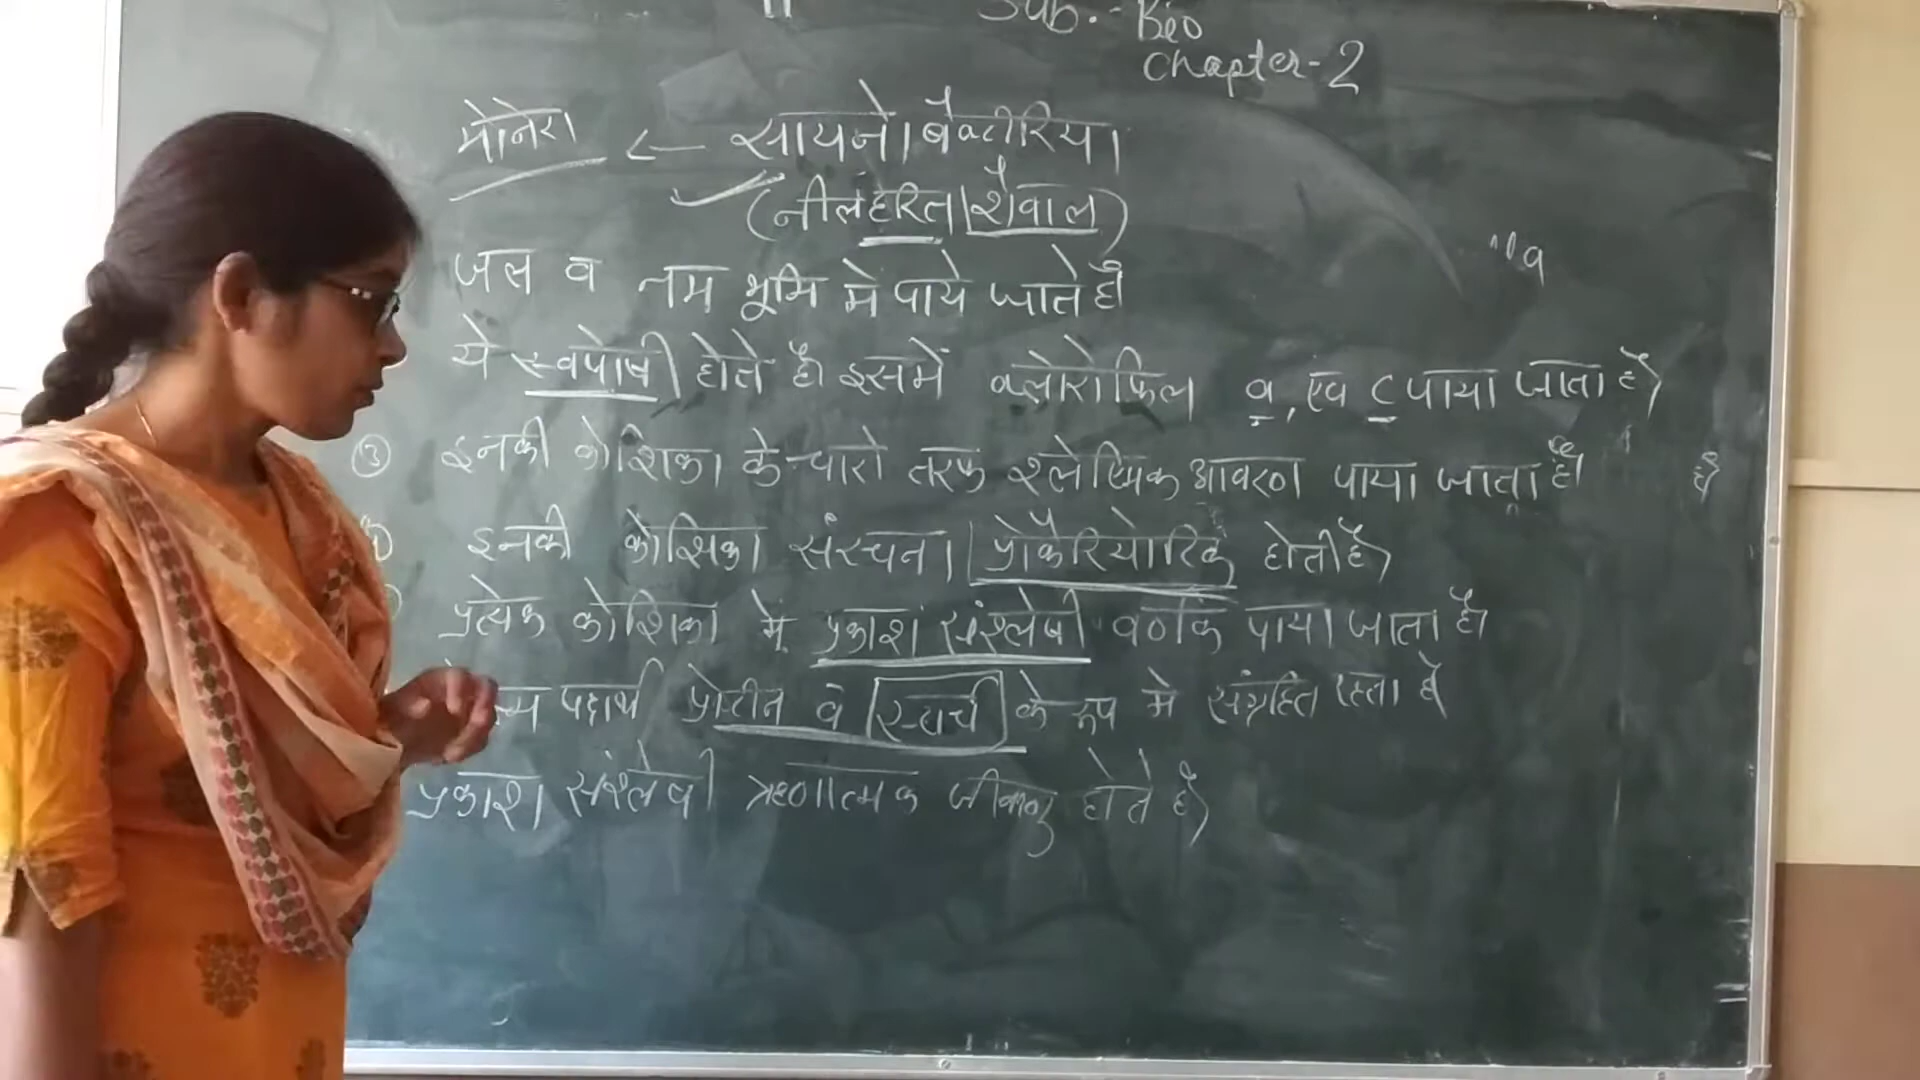 Sub.- Bio
Chapter-2
मोनेरा ← सायनोबैक्टीरिया
(नीलहरित शैवाल)
जल व नम भूमि मे पाये जाते है
ये स्वपोषी होते है इसमें क्लोरोफिल a, एव c पाया जाता है
③ इनकी कोशिका के चारो तरफ श्लेष्मिक आवरण पाया जाता है
इनकी कोशिका संरचना प्रोकैरियोटिक होती है
प्रत्येक कोशिका मे प्रकाश संश्लेषी वर्णक पाया जाता है
पदार्थ प्रोटीन व स्टार्च के रूप मे संग्रहित रहता है
प्रकाश संश्लेषी ऋणात्मक जीवाणु होते है